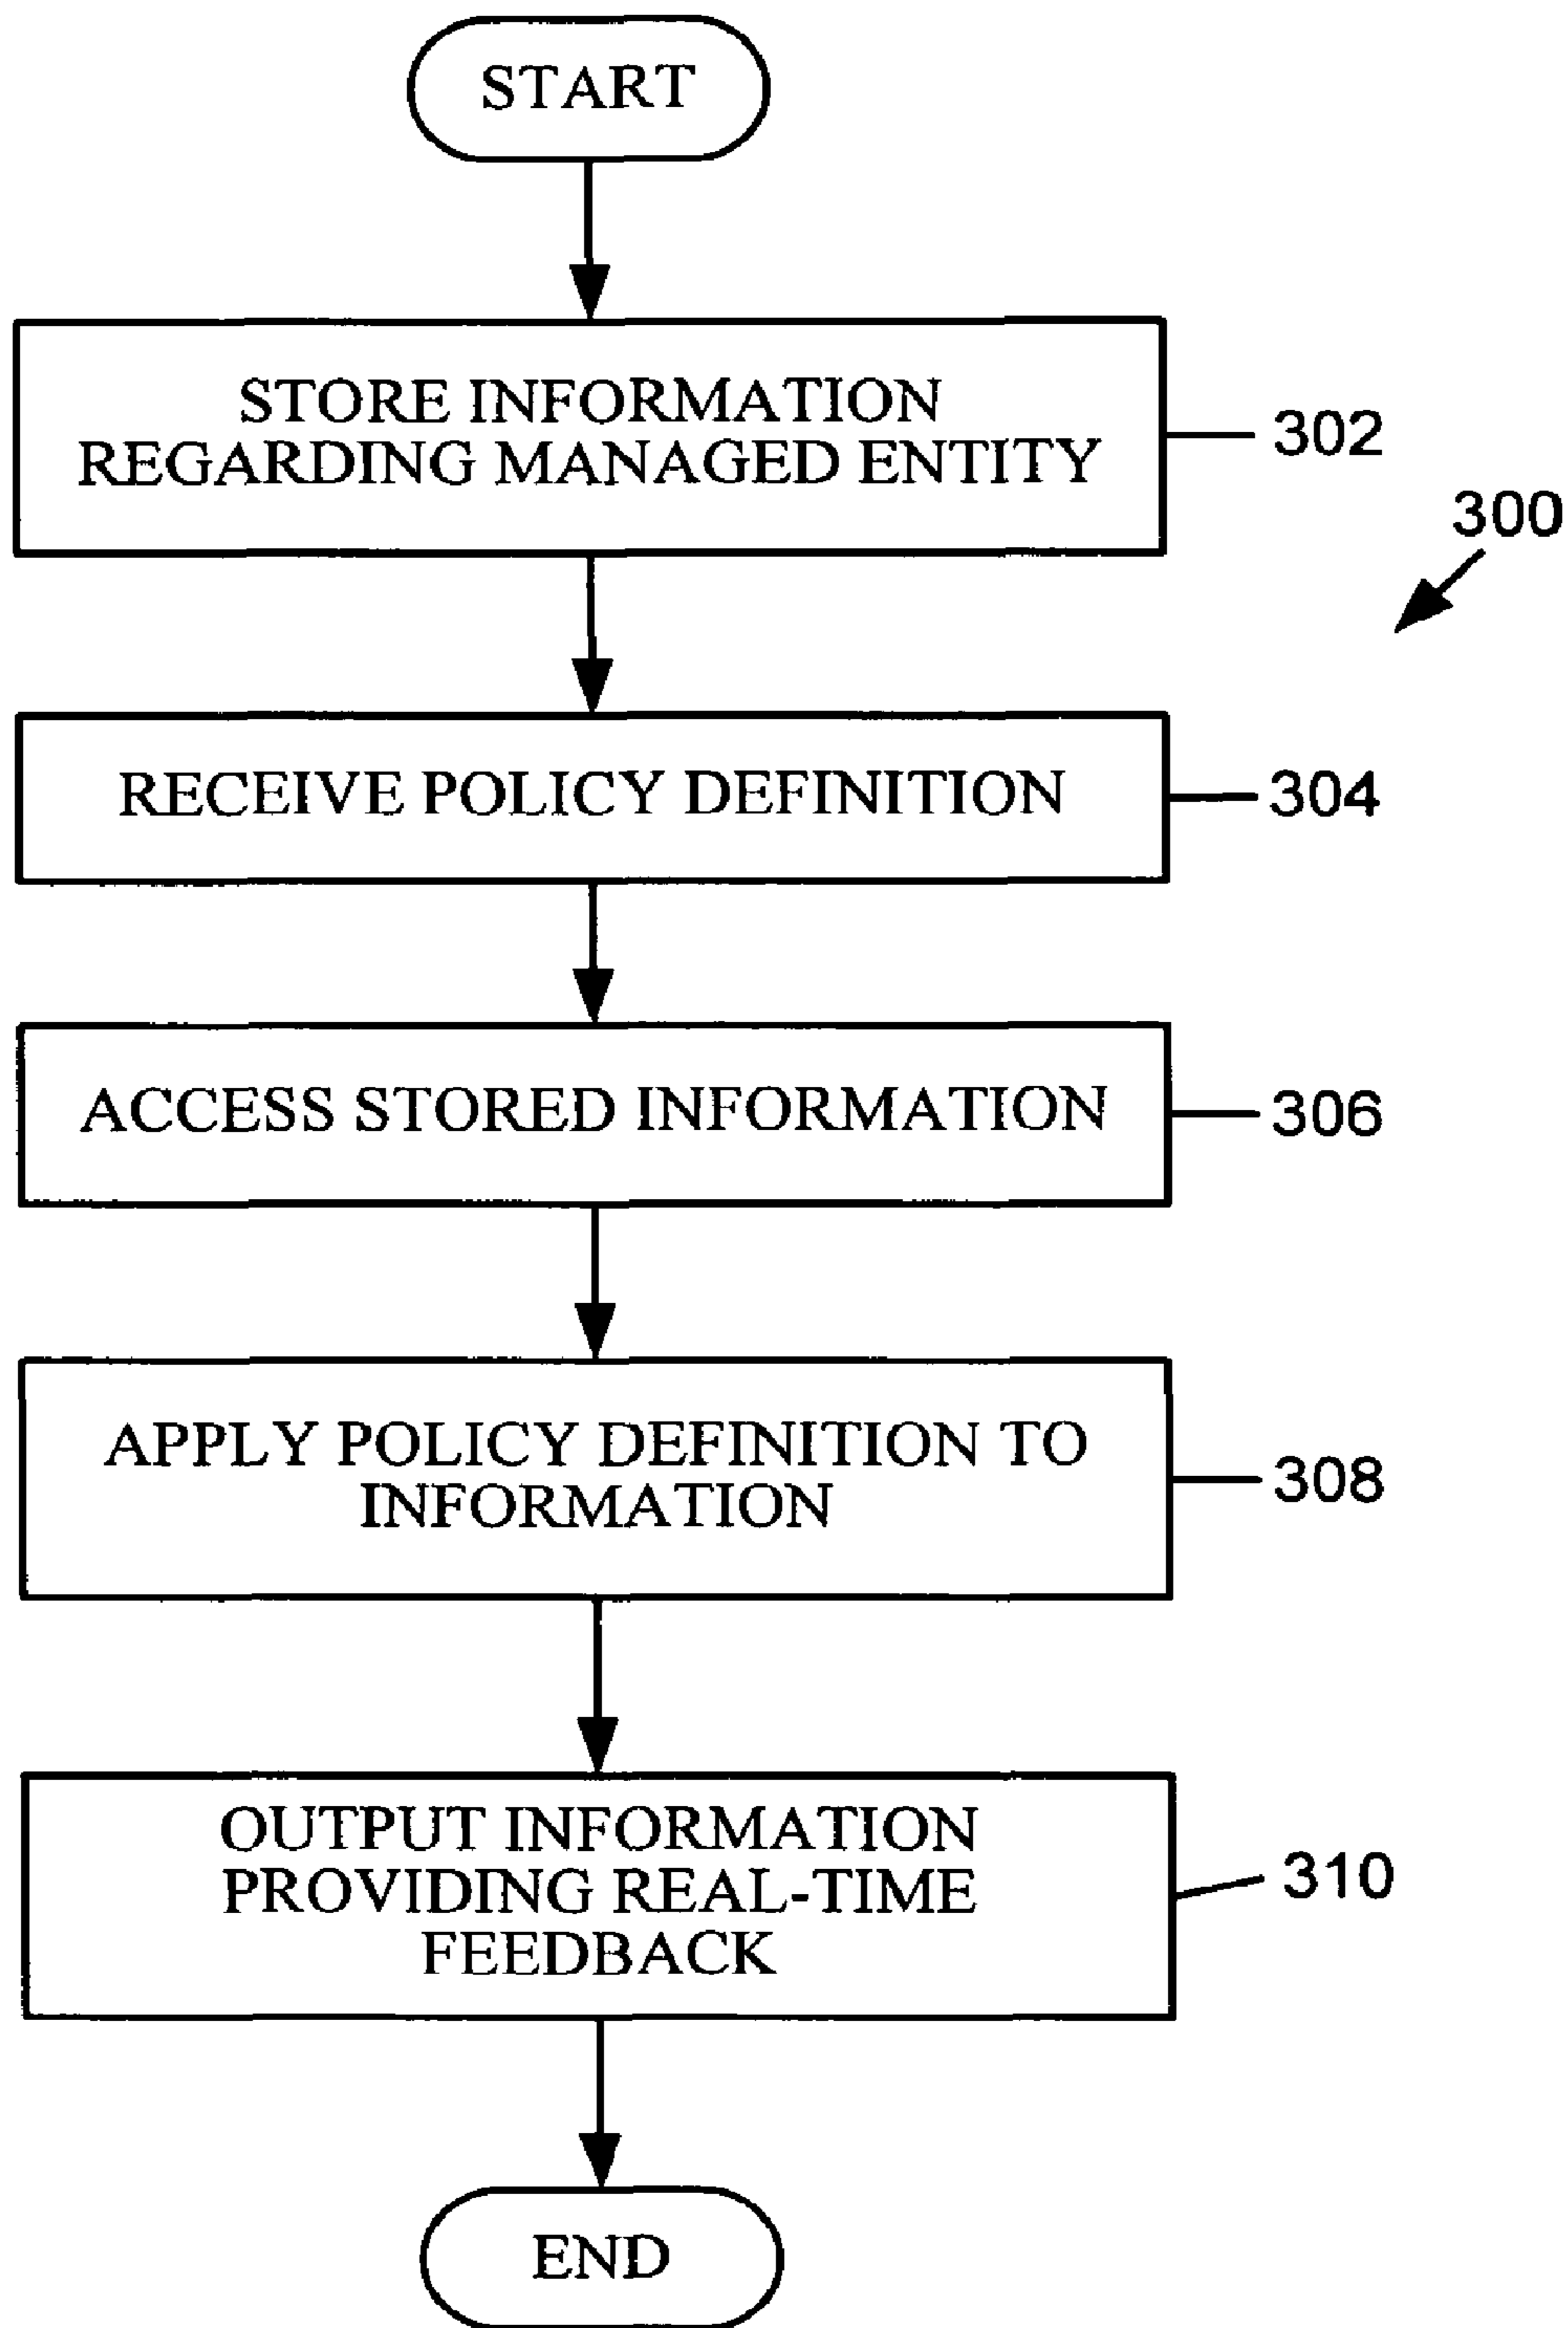 START
STORE INFORMATION
REGARDING MANAGED ENTITY
302
300
RECEIVE POLICY DEFINITION
304
ACCESS STORED INFORMATION
306
APPLY POLICY DEFINITION TO
INFORMATION
308
OUTPUT INFORMATION
PROVIDING REAL-TIME
FEEDBACK
310
END